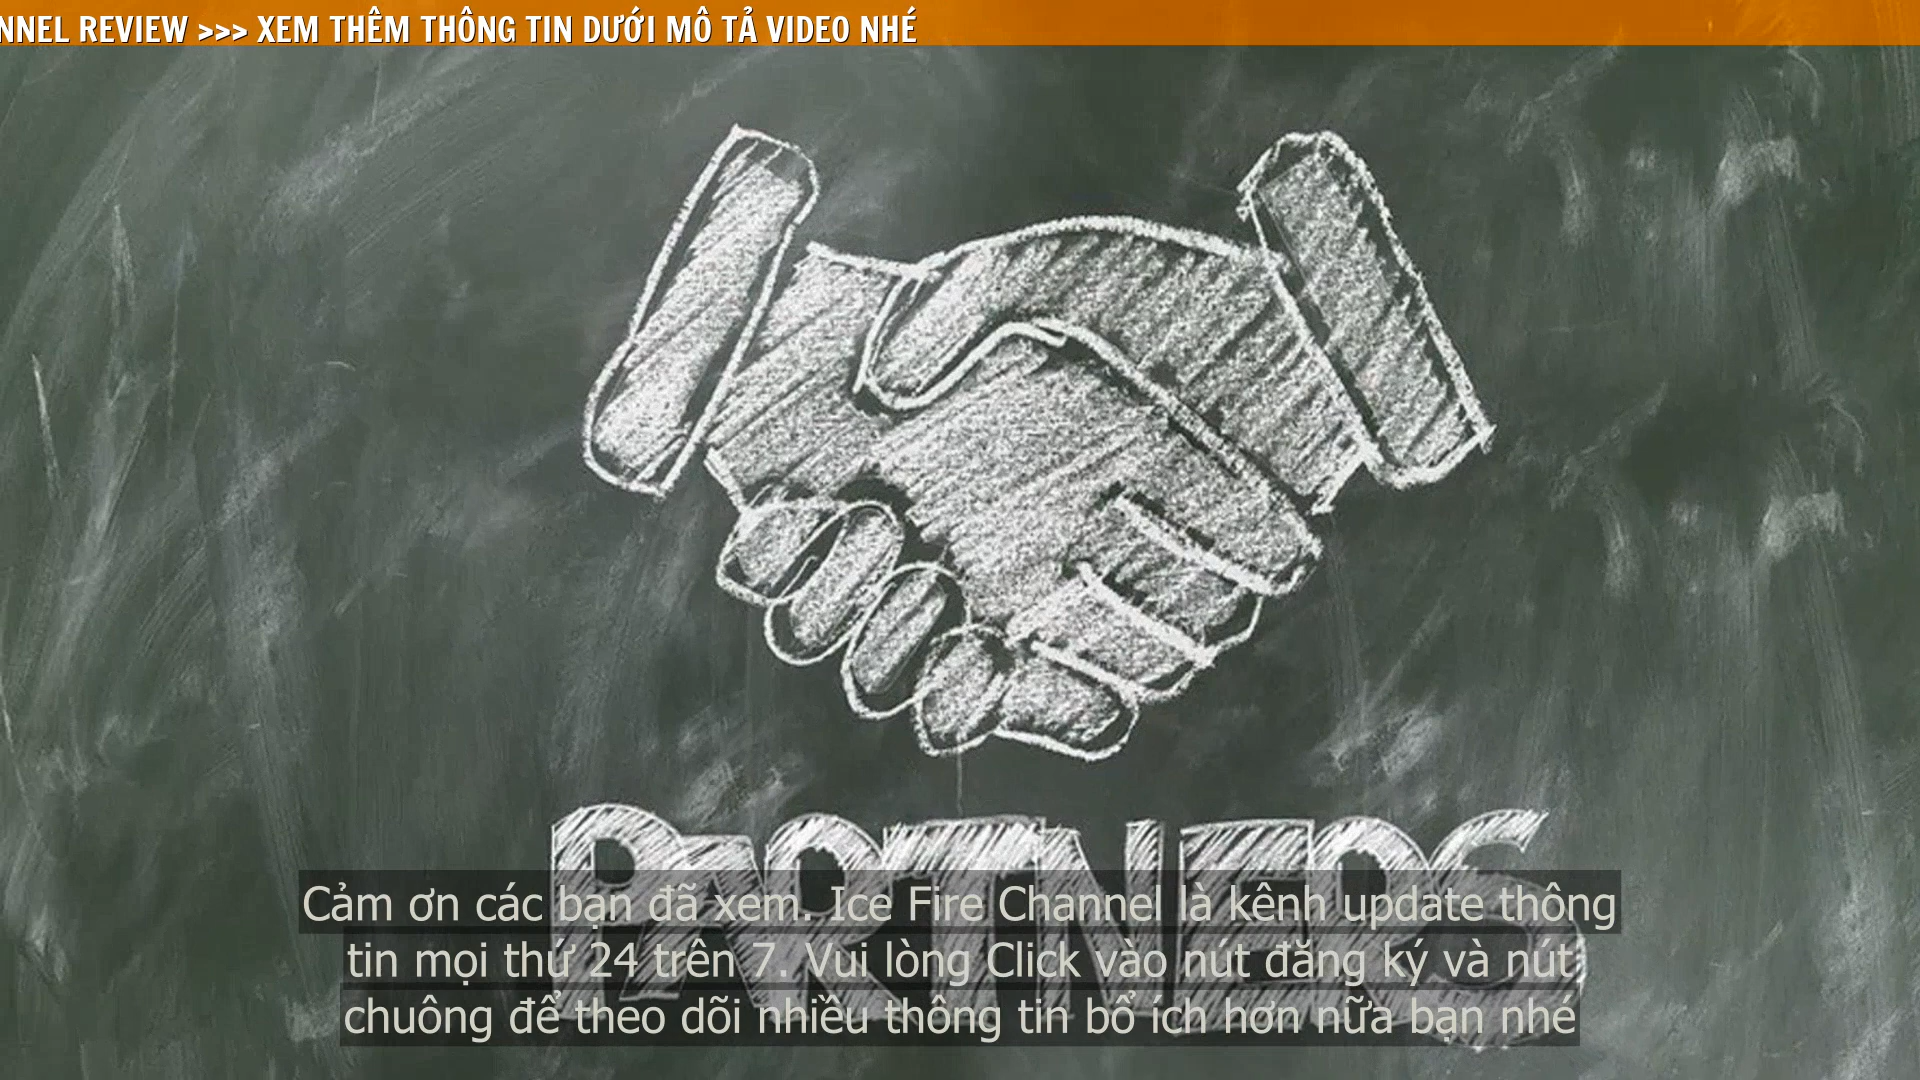 NNEL REVIEW >>> XEM THÊM THÔNG TIN DƯỚI MÔ TẢ VIDEO NHÉ
PARTNERS
Cảm ơn các bạn đã xem. Ice Fire Channel là kênh update thông
tin mọi thứ 24 trên 7. Vui lòng Click vào nút đăng ký và nút
chuông để theo dõi nhiều thông tin bổ ích hơn nữa bạn nhé